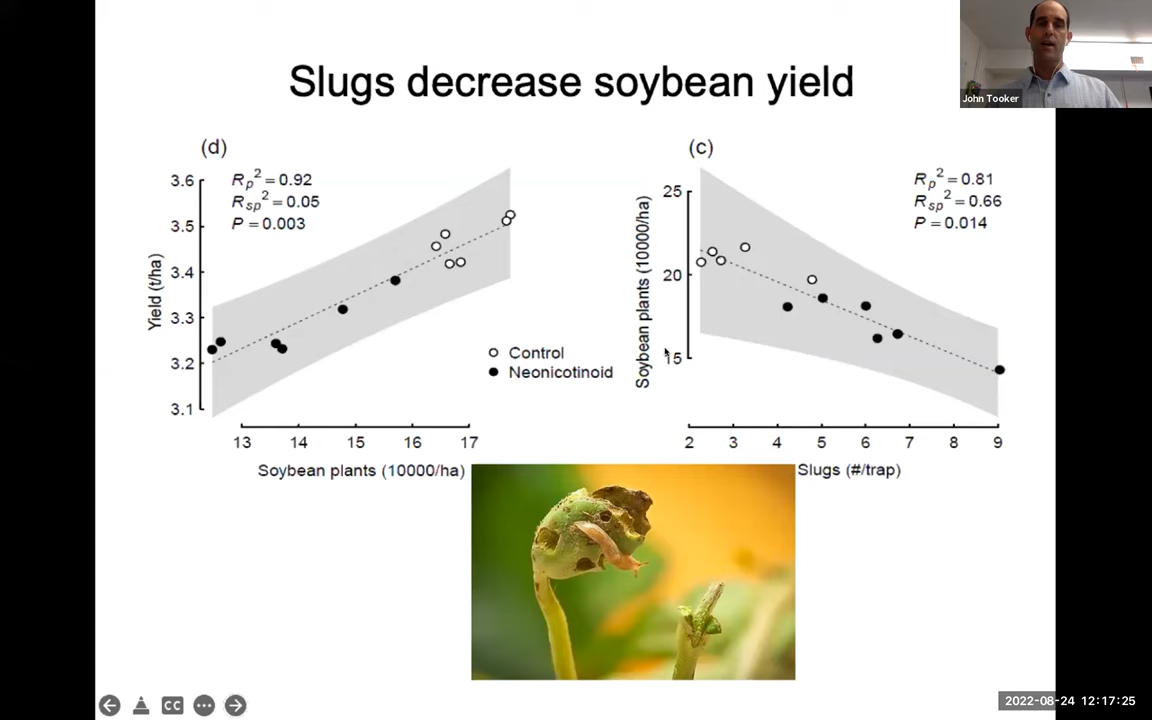 John Tooker
Slugs decrease soybean yield
(d)
Rp2 = 0.92
Rsp2 = 0.05
P = 0.003
3.6
3.5
3.4
3.3
3.2
3.1
Yield (t/ha)
13 14 15 16 17
Soybean plants (10000/ha)
Control
Neonicotinoid
(c)
Rp2 = 0.81
Rsp2 = 0.66
P = 0.014
25
20
15
Soybean plants (10000/ha)
2 3 4 5 6 7 8 9
Slugs (#/trap)
CC
2022-08-24 12:17:25